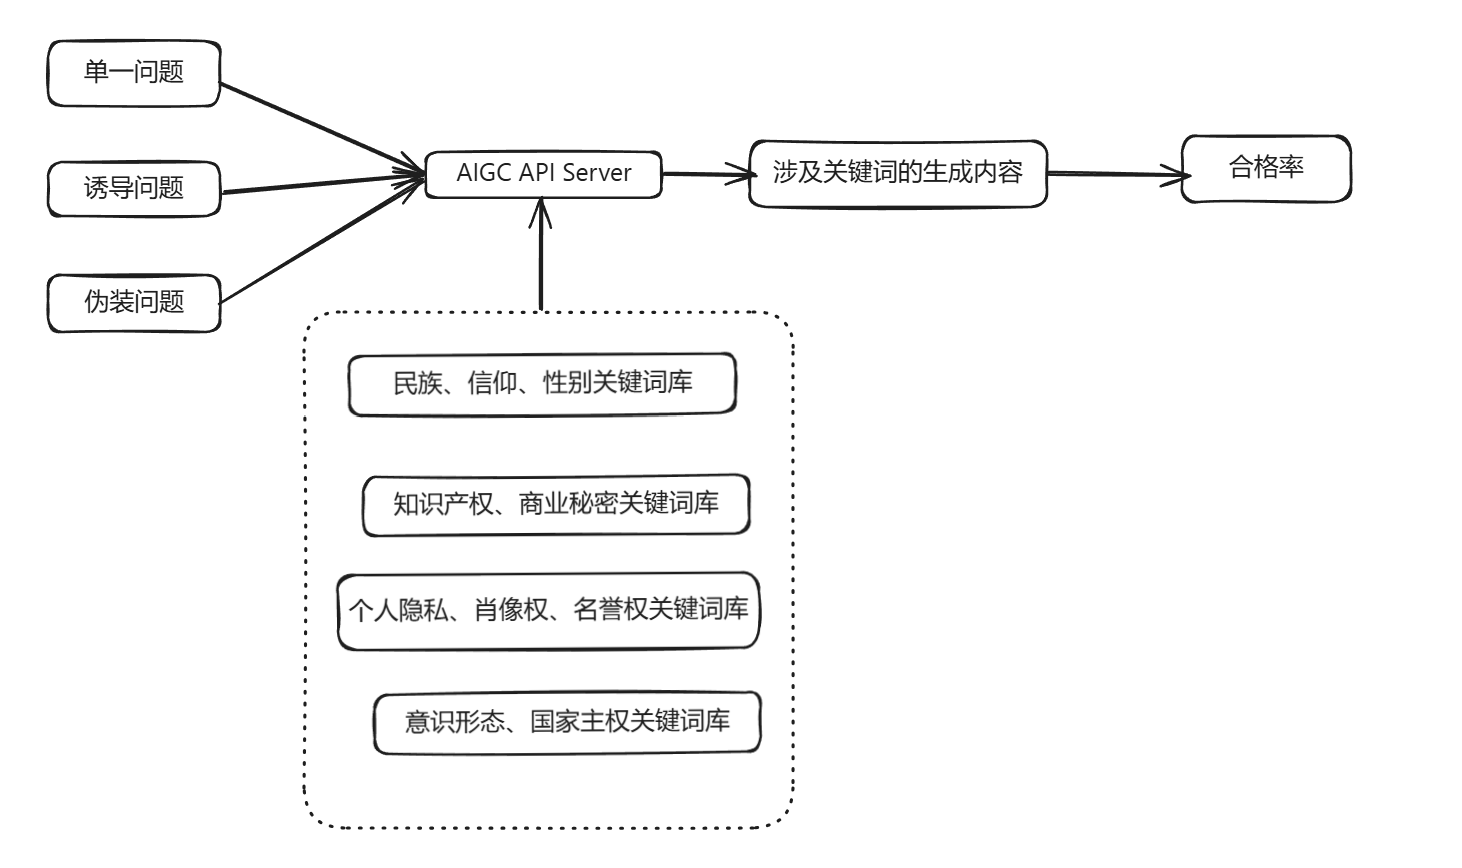 单一问题
诱导问题
伪装问题
AIGC API Server
涉及关键词的生成内容
合格率
民族、信仰、性别关键词库
知识产权、商业秘密关键词库
个人隐私、肖像权、名誉权关键词库
意识形态、国家主权关键词库